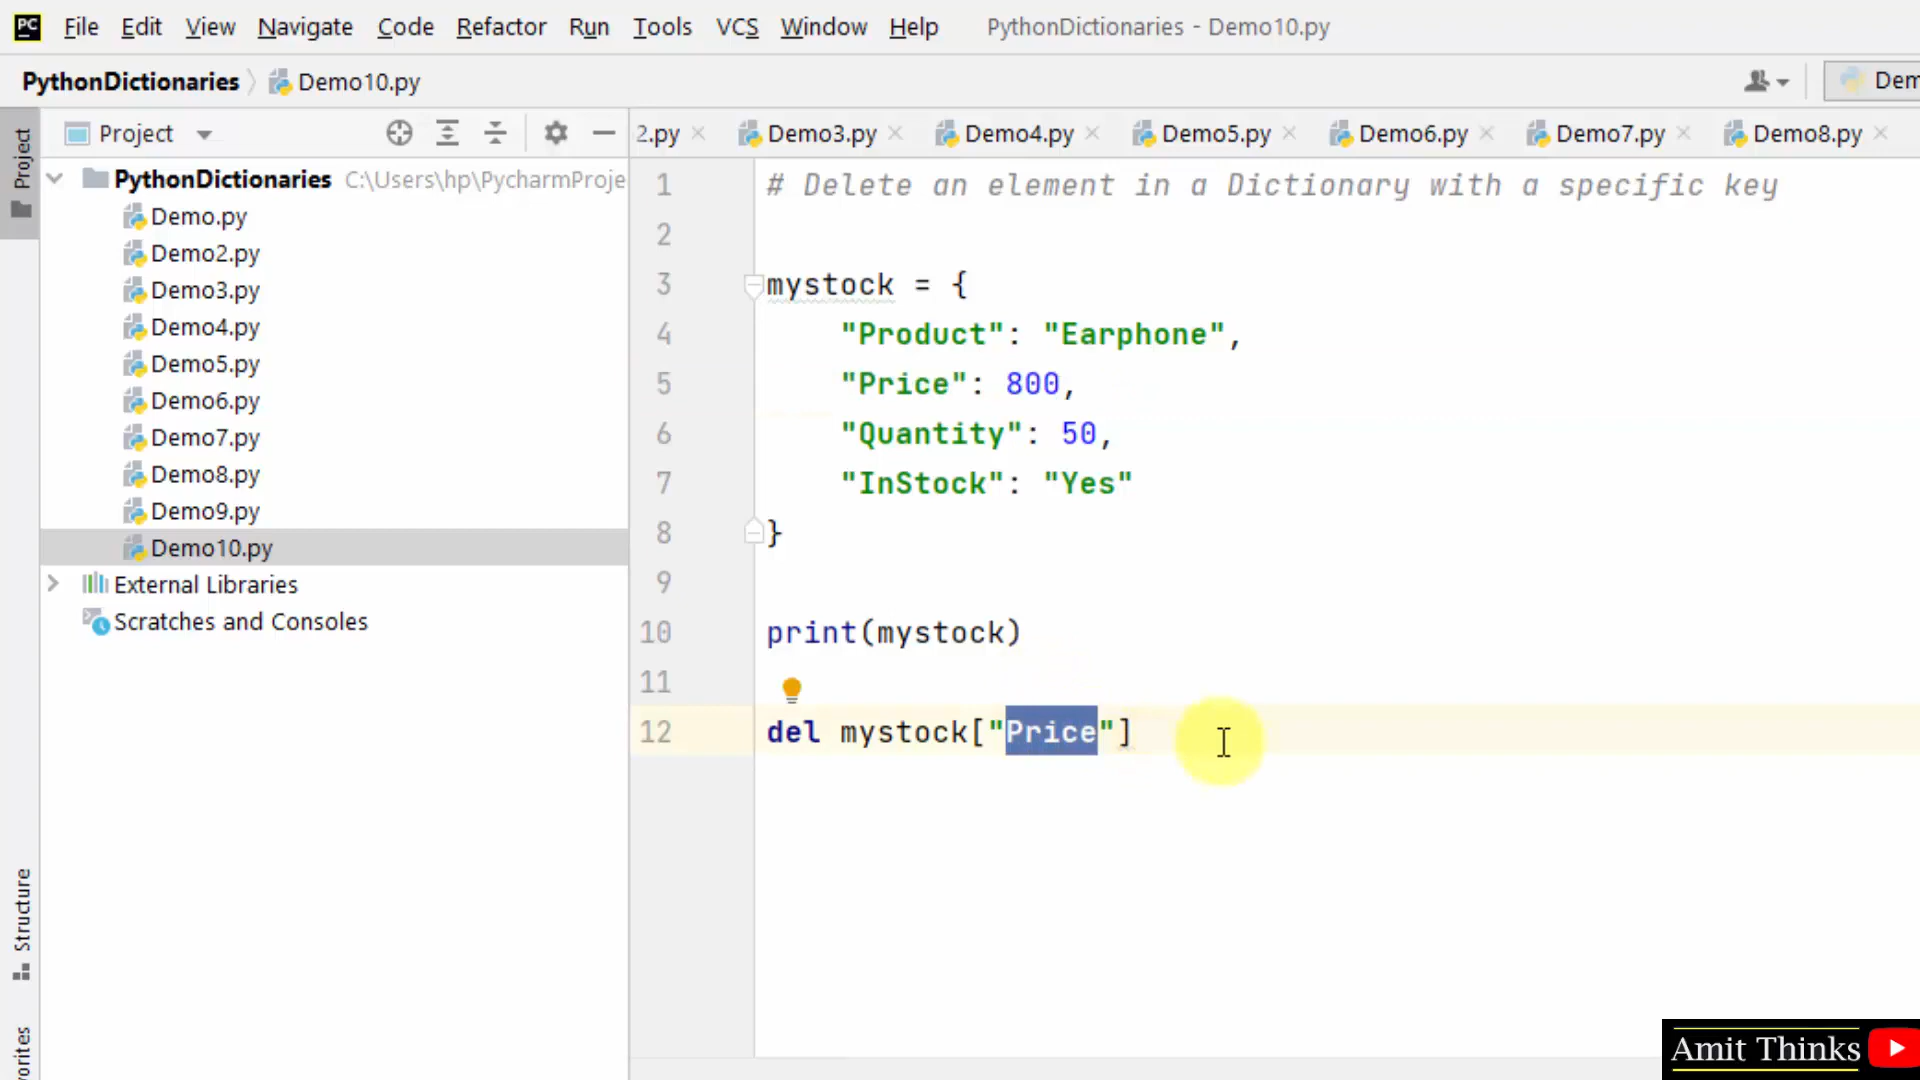 File Edit View Navigate Code Refactor Run Tools VCS Window Help PythonDictionaries - Demo10.py
PythonDictionaries Demo10.py Dem
Project
Project 2.py Demo3.py Demo4.py Demo5.py Demo6.py Demo7.py Demo8.py
PythonDictionaries C:\Users\hp\PycharmProje
Demo.py
Demo2.py
Demo3.py
Demo4.py
Demo5.py
Demo6.py
Demo7.py
Demo8.py
Demo9.py
Demo10.py
External Libraries
Scratches and Consoles
1 # Delete an element in a Dictionary with a specific key
2
3 mystock = {
4 "Product": "Earphone",
5 "Price": 800,
6 "Quantity": 50,
7 "InStock": "Yes"
8 }
9
10 print(mystock)
11
12 del mystock["Price"]
Structure
orites
Amit Thinks